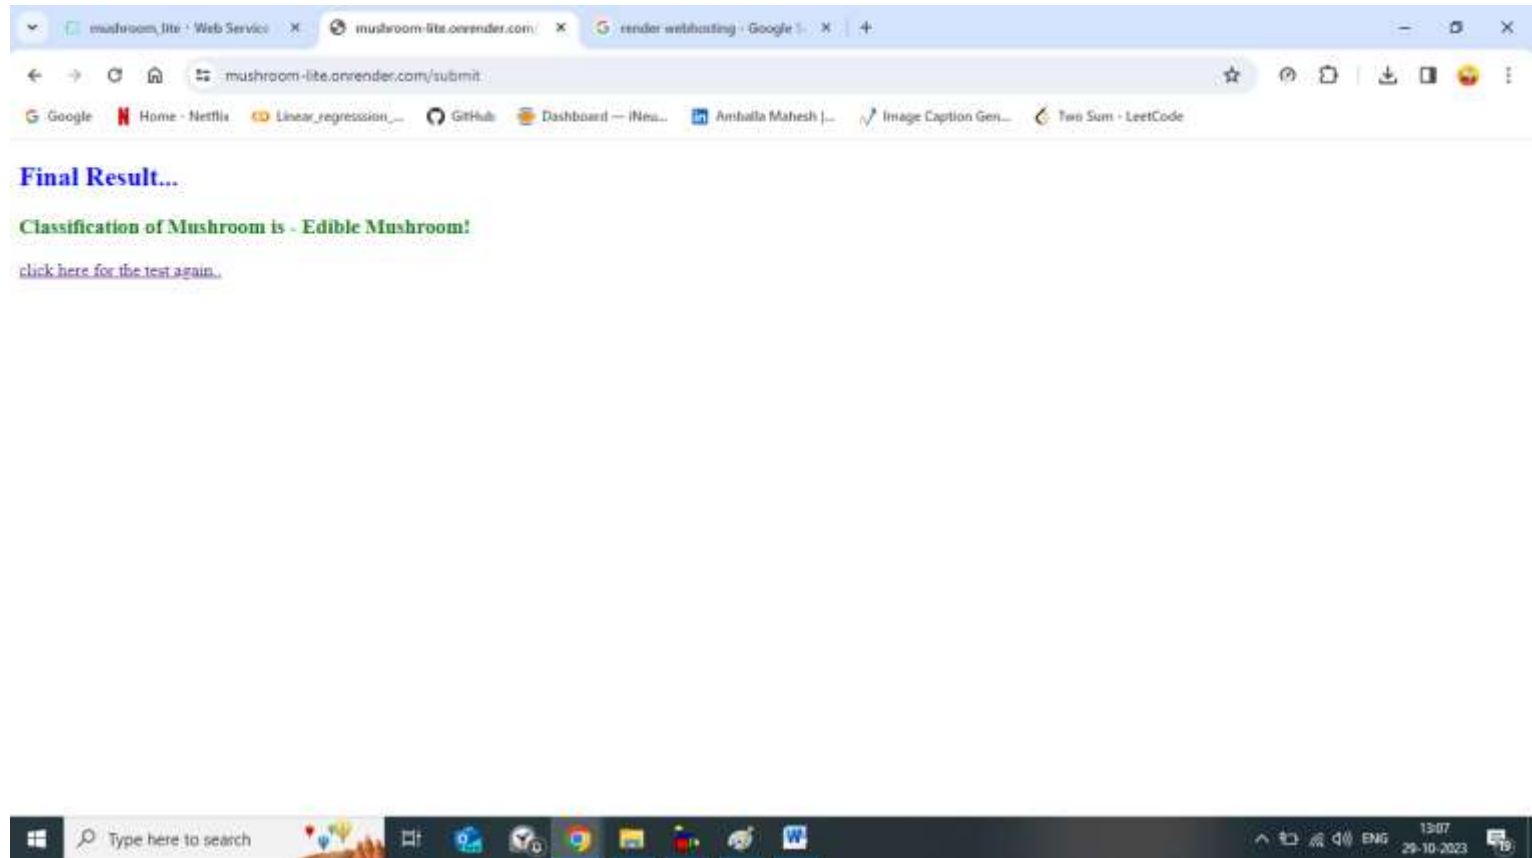 mushroom_lite · Web Service
mushroom-lite.onrender.com/
render webhosting - Google S
mushroom-lite.onrender.com/submit
Google
Home - Netflix
Linear_regresssion_...
GitHub
Dashboard — iNeu...
Amballa Mahesh |...
Image Caption Gen...
Two Sum - LeetCode
Final Result...
Classification of Mushroom is - Edible Mushroom!
click here for the test again..
Type here to search
ENG
13:07
29-10-2023
19